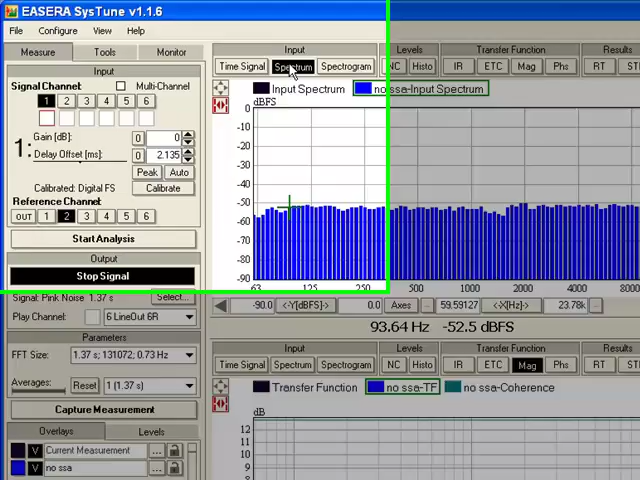 EASERA SysTune v1.1.6
File Configure View Help
Measure Tools Monitor
Input
Signal Channel: Multi-Channel
1 2 3 4 5 6
1:
Gain [dB]: 0 0
Delay Offset [ms]: 0 2.135
Peak Auto
Calibrated: Digital FS Calibrate
Reference Channel:
OUT 1 2 3 4 5 6
Start Analysis
Output
Stop Signal
Signal: Pink Noise 1.37 s Select...
Play Channel: 6 LineOut 6R
Parameters
FFT Size: 1.37 s; 131072; 0.73 Hz
Averages: Reset 1 (1.37 s)
Capture Measurement
Overlays Levels
V Current Measurement ...
V no ssa ...
Input Levels Transfer Function Results
Time Signal Spectrum Spectrogram NC Histo IR ETC Mag Phs RT
Input Spectrum no ssa-Input Spectrum
dBFS
0
-10
-20
-30
-40
-50
-60
-70
-80
-90
63 125 250 500 1000 2000 4000 8000
-90.0 <-Y[dBFS]-> 0.0 Axes ... 59.59127 <-X[Hz]-> 23.78k ...
93.64 Hz -52.5 dBFS
Input Levels Transfer Function Results
Time Signal Spectrum Spectrogram NC Histo IR ETC Mag Phs RT
Transfer Function no ssa-TF no ssa-Coherence
dB
12
11
10
9
8